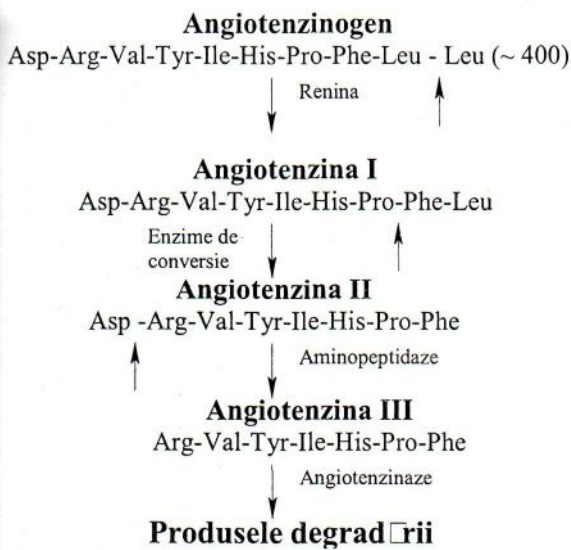 Angiotenzinogen
Asp-Arg-Val-Tyr-Ile-His-Pro-Phe-Leu - Leu (~ 400)
Renina
Angiotenzina I
Asp-Arg-Val-Tyr-Ile-His-Pro-Phe-Leu
Enzime de
conversie
Angiotenzina II
Asp -Arg-Val-Tyr-Ile-His-Pro-Phe
Aminopeptidaze
Angiotenzina III
Arg-Val-Tyr-Ile-His-Pro-Phe
Angiotenzinaze
Produsele degrad□rii